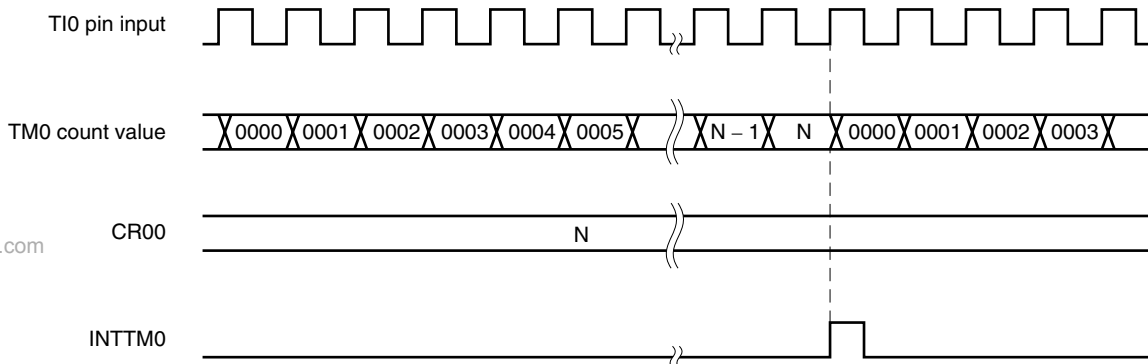 TI0 pin input
TM0 count value 0000 0001 0002 0003 0004 0005 N – 1 N 0000 0001 0002 0003
CR00 N
.com
INTTM0